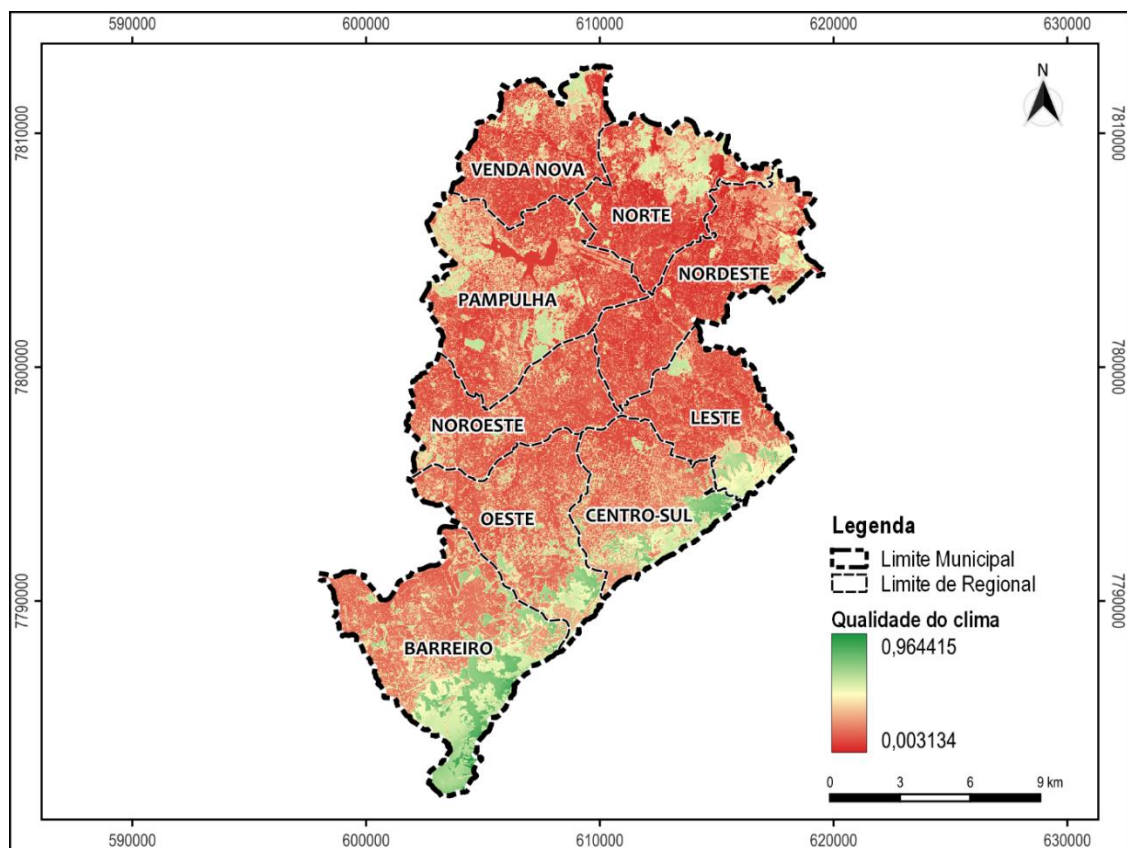 590000 600000 610000 620000 630000
N
7810000 7810000
VENDA NOVA
NORTE
NORDESTE
PAMPULHA
7800000 7800000
NOROESTE
LESTE
OESTE
CENTRO-SUL
Legenda
Limite Municipal
Limite de Regional
7790000 7790000
Qualidade do clima
0,964415
BARREIRO
0,003134
0 3 6 9 km
590000 600000 610000 620000 630000